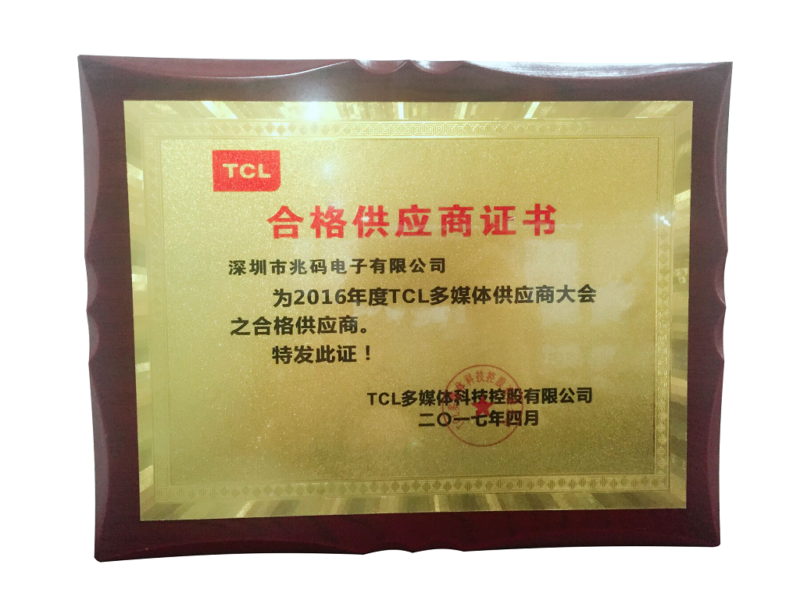 TCL
合格供应商证书
深圳市兆码电子有限公司
为2016年度TCL多媒体供应商大会
之合格供应商。
特发此证！
TCL多媒体科技控股有限公司
二〇一七年四月